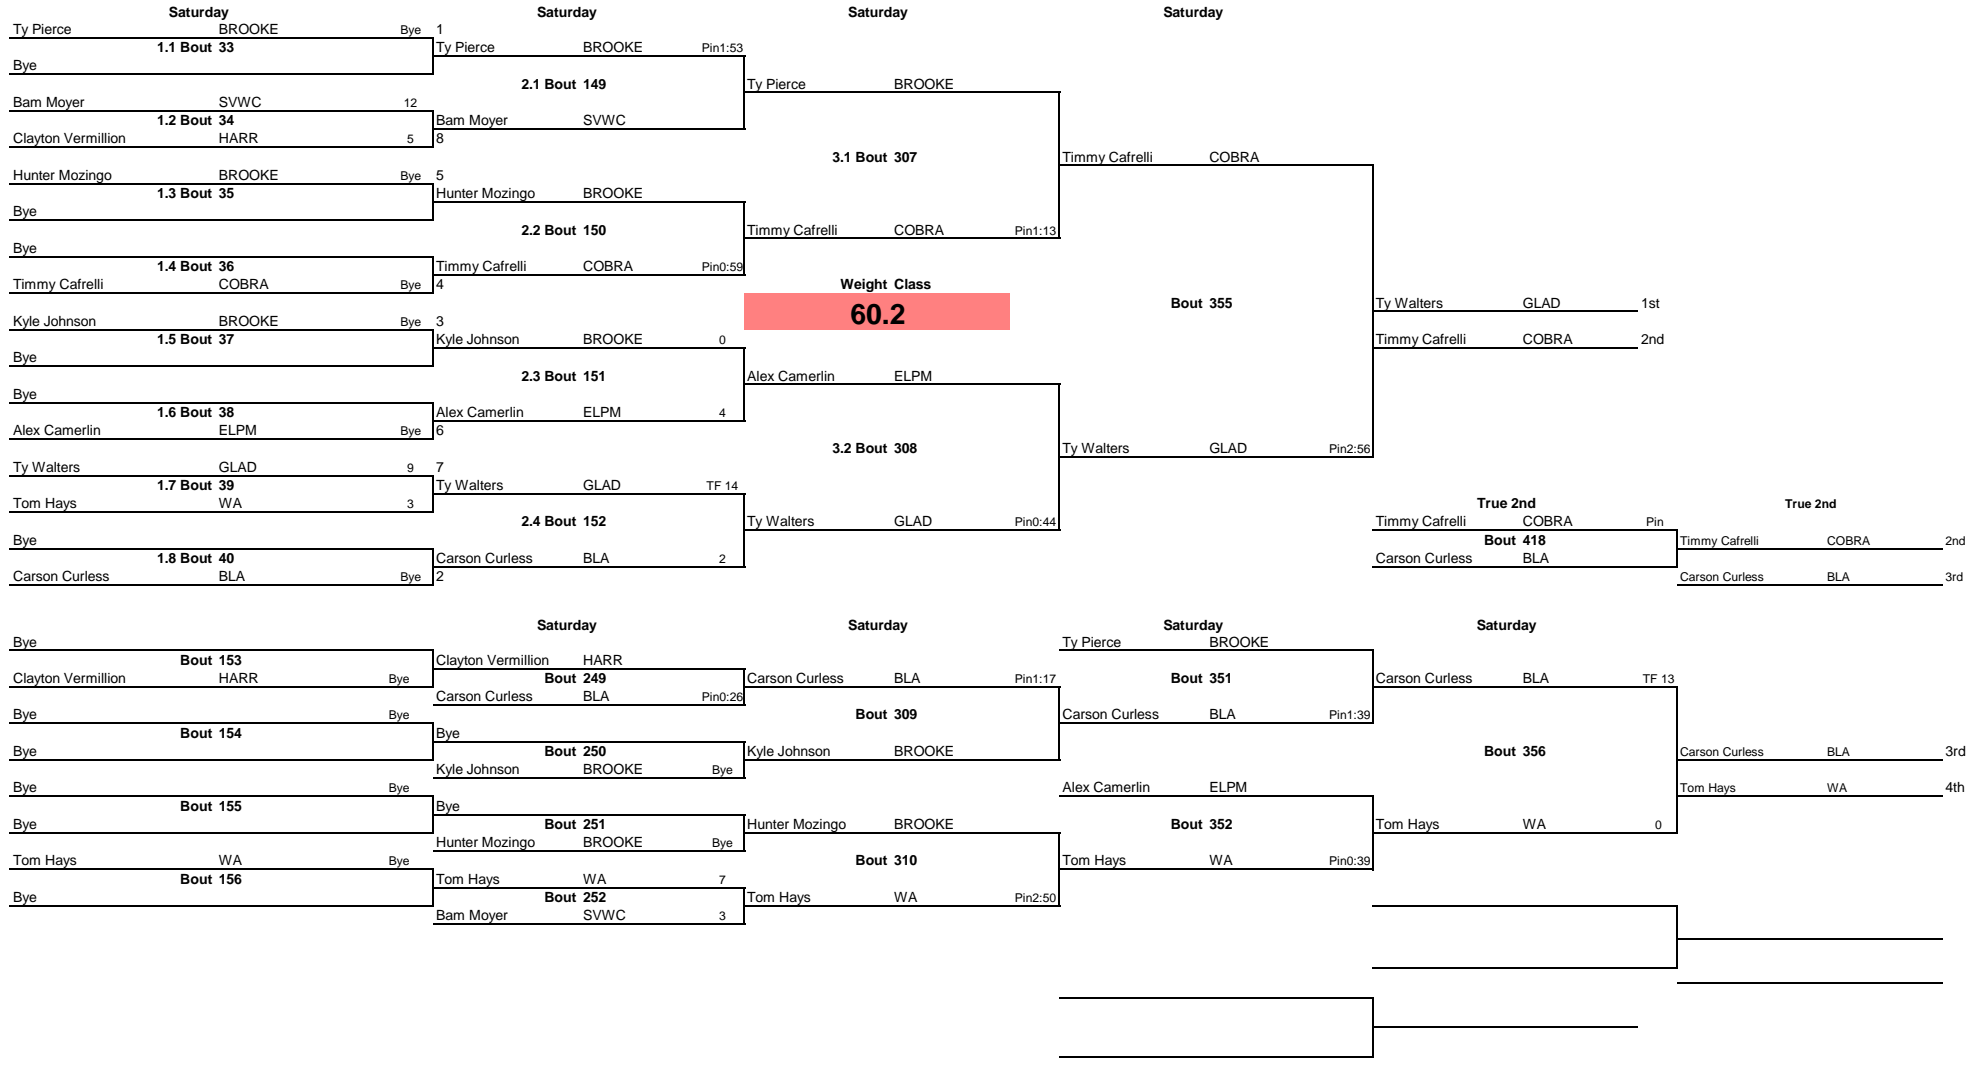 Saturday Saturday Saturday Saturday
Ty Pierce BROOKE Bye 1
1.1 Bout 33 Ty Pierce BROOKE Pin1:53
Bye
2.1 Bout 149 Ty Pierce BROOKE
Bam Moyer SVWC 12
1.2 Bout 34 Bam Moyer SVWC
Clayton Vermillion HARR 5 8
3.1 Bout 307 Timmy Cafrelli COBRA
Hunter Mozingo BROOKE Bye 5
1.3 Bout 35 Hunter Mozingo BROOKE
Bye
2.2 Bout 150 Timmy Cafrelli COBRA Pin1:13
Bye
1.4 Bout 36 Timmy Cafrelli COBRA Pin0:59
Timmy Cafrelli COBRA Bye 4 Weight Class
Bout 355 Ty Walters GLAD 1st
60.2
Kyle Johnson BROOKE Bye 3
1.5 Bout 37 Kyle Johnson BROOKE 0 Timmy Cafrelli COBRA 2nd
Bye
2.3 Bout 151 Alex Camerlin ELPM
Bye
1.6 Bout 38 Alex Camerlin ELPM 4
Alex Camerlin ELPM Bye 6
3.2 Bout 308 Ty Walters GLAD Pin2:56
Ty Walters GLAD 9 7
1.7 Bout 39 Ty Walters GLAD TF 14
Tom Hays WA 3 True 2nd True 2nd
2.4 Bout 152 Ty Walters GLAD Pin0:44 Timmy Cafrelli COBRA Pin
Bye Bout 418 Timmy Cafrelli COBRA 2nd
1.8 Bout 40 Carson Curless BLA 2 Carson Curless BLA
Carson Curless BLA Bye 2 Carson Curless BLA 3rd
Saturday Saturday Saturday Saturday
Bye Ty Pierce BROOKE
Bout 153 Clayton Vermillion HARR
Clayton Vermillion HARR Bye Bout 249 Carson Curless BLA Pin1:17 Bout 351 Carson Curless BLA TF 13
Carson Curless BLA Pin0:26
Bye Bye Bout 309 Carson Curless BLA Pin1:39
Bout 154 Bye
Bye Bout 250 Kyle Johnson BROOKE Bout 356 Carson Curless BLA 3rd
Kyle Johnson BROOKE Bye
Bye Bye Alex Camerlin ELPM Tom Hays WA 4th
Bout 155 Bye
Bye Bout 251 Hunter Mozingo BROOKE Bout 352 Tom Hays WA 0
Hunter Mozingo BROOKE Bye
Tom Hays WA Bye Bout 310 Tom Hays WA Pin0:39
Bout 156 Tom Hays WA 7
Bye Bout 252 Tom Hays WA Pin2:50
Bam Moyer SVWC 3